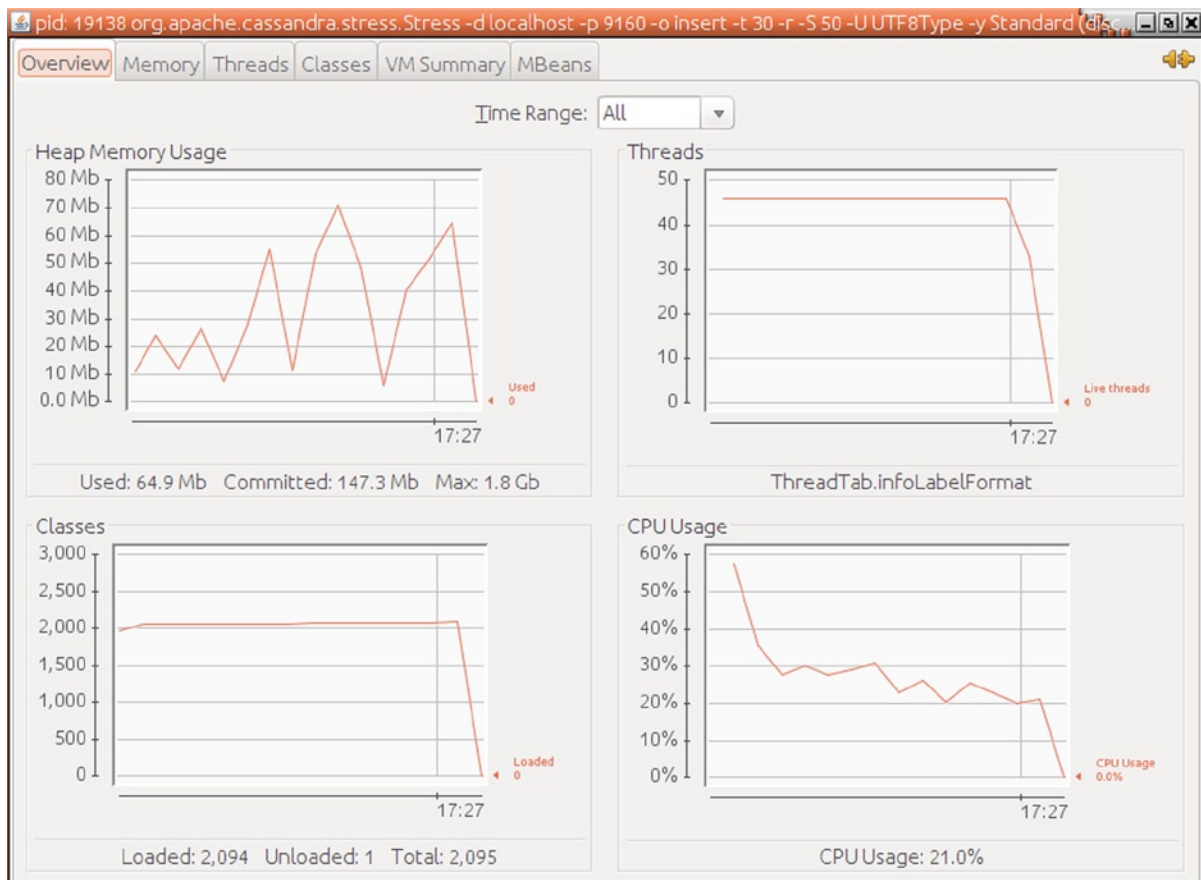 pid: 19138 org.apache.cassandra.stress.Stress -d localhost -p 9160 -o insert -t 30 -r -S 50 -U UTF8Type -y Standard (disc
Overview Memory Threads Classes VM Summary MBeans
Time Range: All
Heap Memory Usage
80 Mb
70 Mb
60 Mb
50 Mb
40 Mb
30 Mb
20 Mb
10 Mb
0.0 Mb
Used
0
17:27
Used: 64.9 Mb Committed: 147.3 Mb Max: 1.8 Gb
Threads
50
40
30
20
10
0
Live threads
0
17:27
ThreadTab.infoLabelFormat
Classes
3,000
2,500
2,000
1,500
1,000
500
0
Loaded
0
17:27
Loaded: 2,094 Unloaded: 1 Total: 2,095
CPU Usage
60%
50%
40%
30%
20%
10%
0%
CPU Usage
0.0%
17:27
CPU Usage: 21.0%